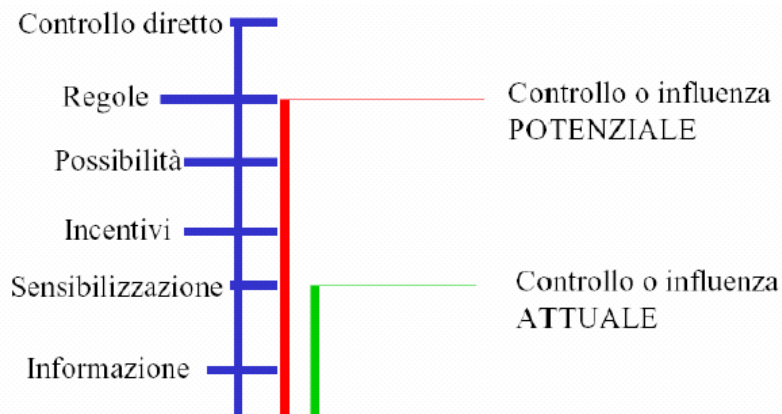 Controllo diretto
Regole
Possibilità
Incentivi
Sensibilizzazione
Informazione
Controllo o influenza
POTENZIALE
Controllo o influenza
ATTUALE